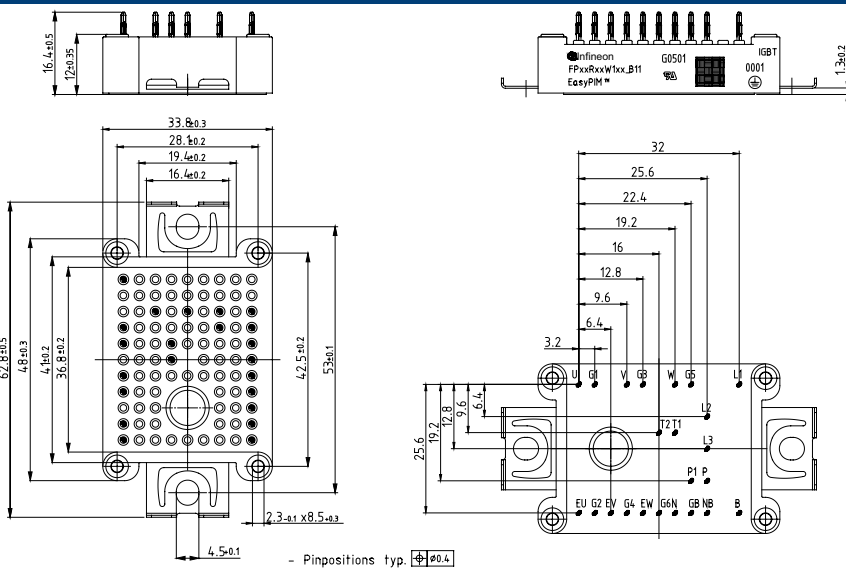 16.4±0.5
12±0.35
infineon
FPxxRxxW1xx_B11
EasyPIM™
G0501
IGBT
0001
1.3±0.2
33.8±0.3
28.1±0.2
19.4±0.2
16.4±0.2
62.8±0.5
48±0.3
41±0.2
36.8±0.2
42.5±0.2
53±0.1
2.3-0.1 x8.5+0.3
4.5+0.1
32
25.6
22.4
19.2
16
12.8
9.6
6.4
3.2
U G1 V G3 W G5 L1
L2
T2 T1
L3
P1 P
EU G2 EV G4 EW G6 N GB NB B
6.4
9.6
12.8
19.2
25.6
- Pinpositions typ. ⌖ ø0.4